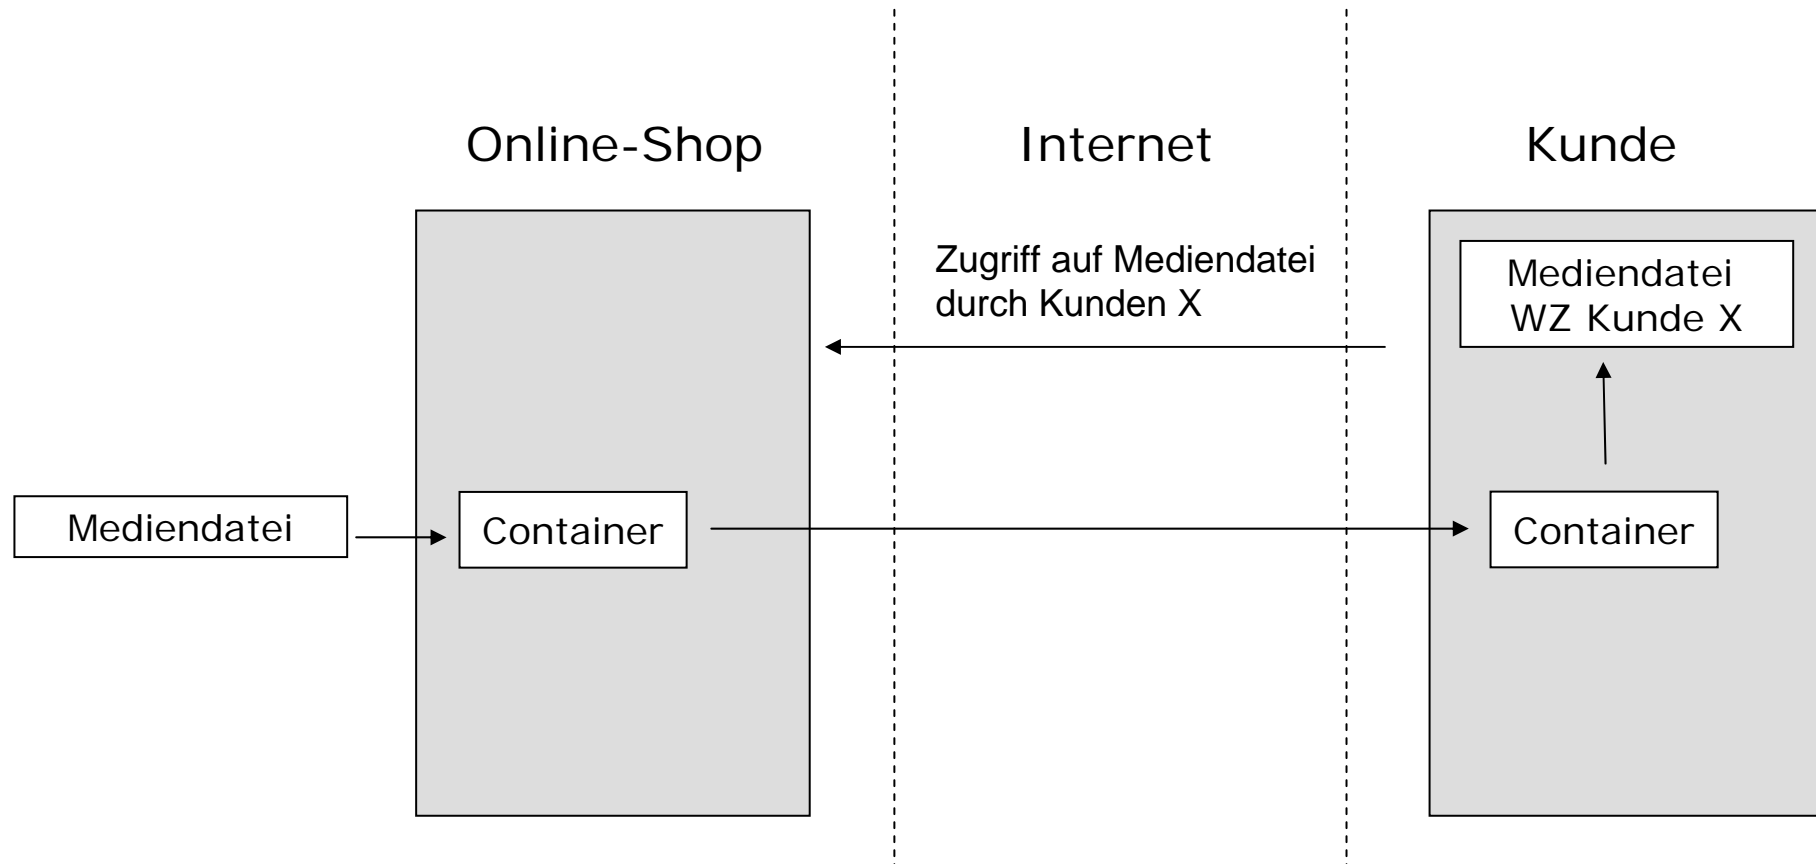 Online-Shop
Internet
Kunde
Zugriff auf Mediendatei
durch Kunden X
Mediendatei
WZ Kunde X
Mediendatei
Container
Container